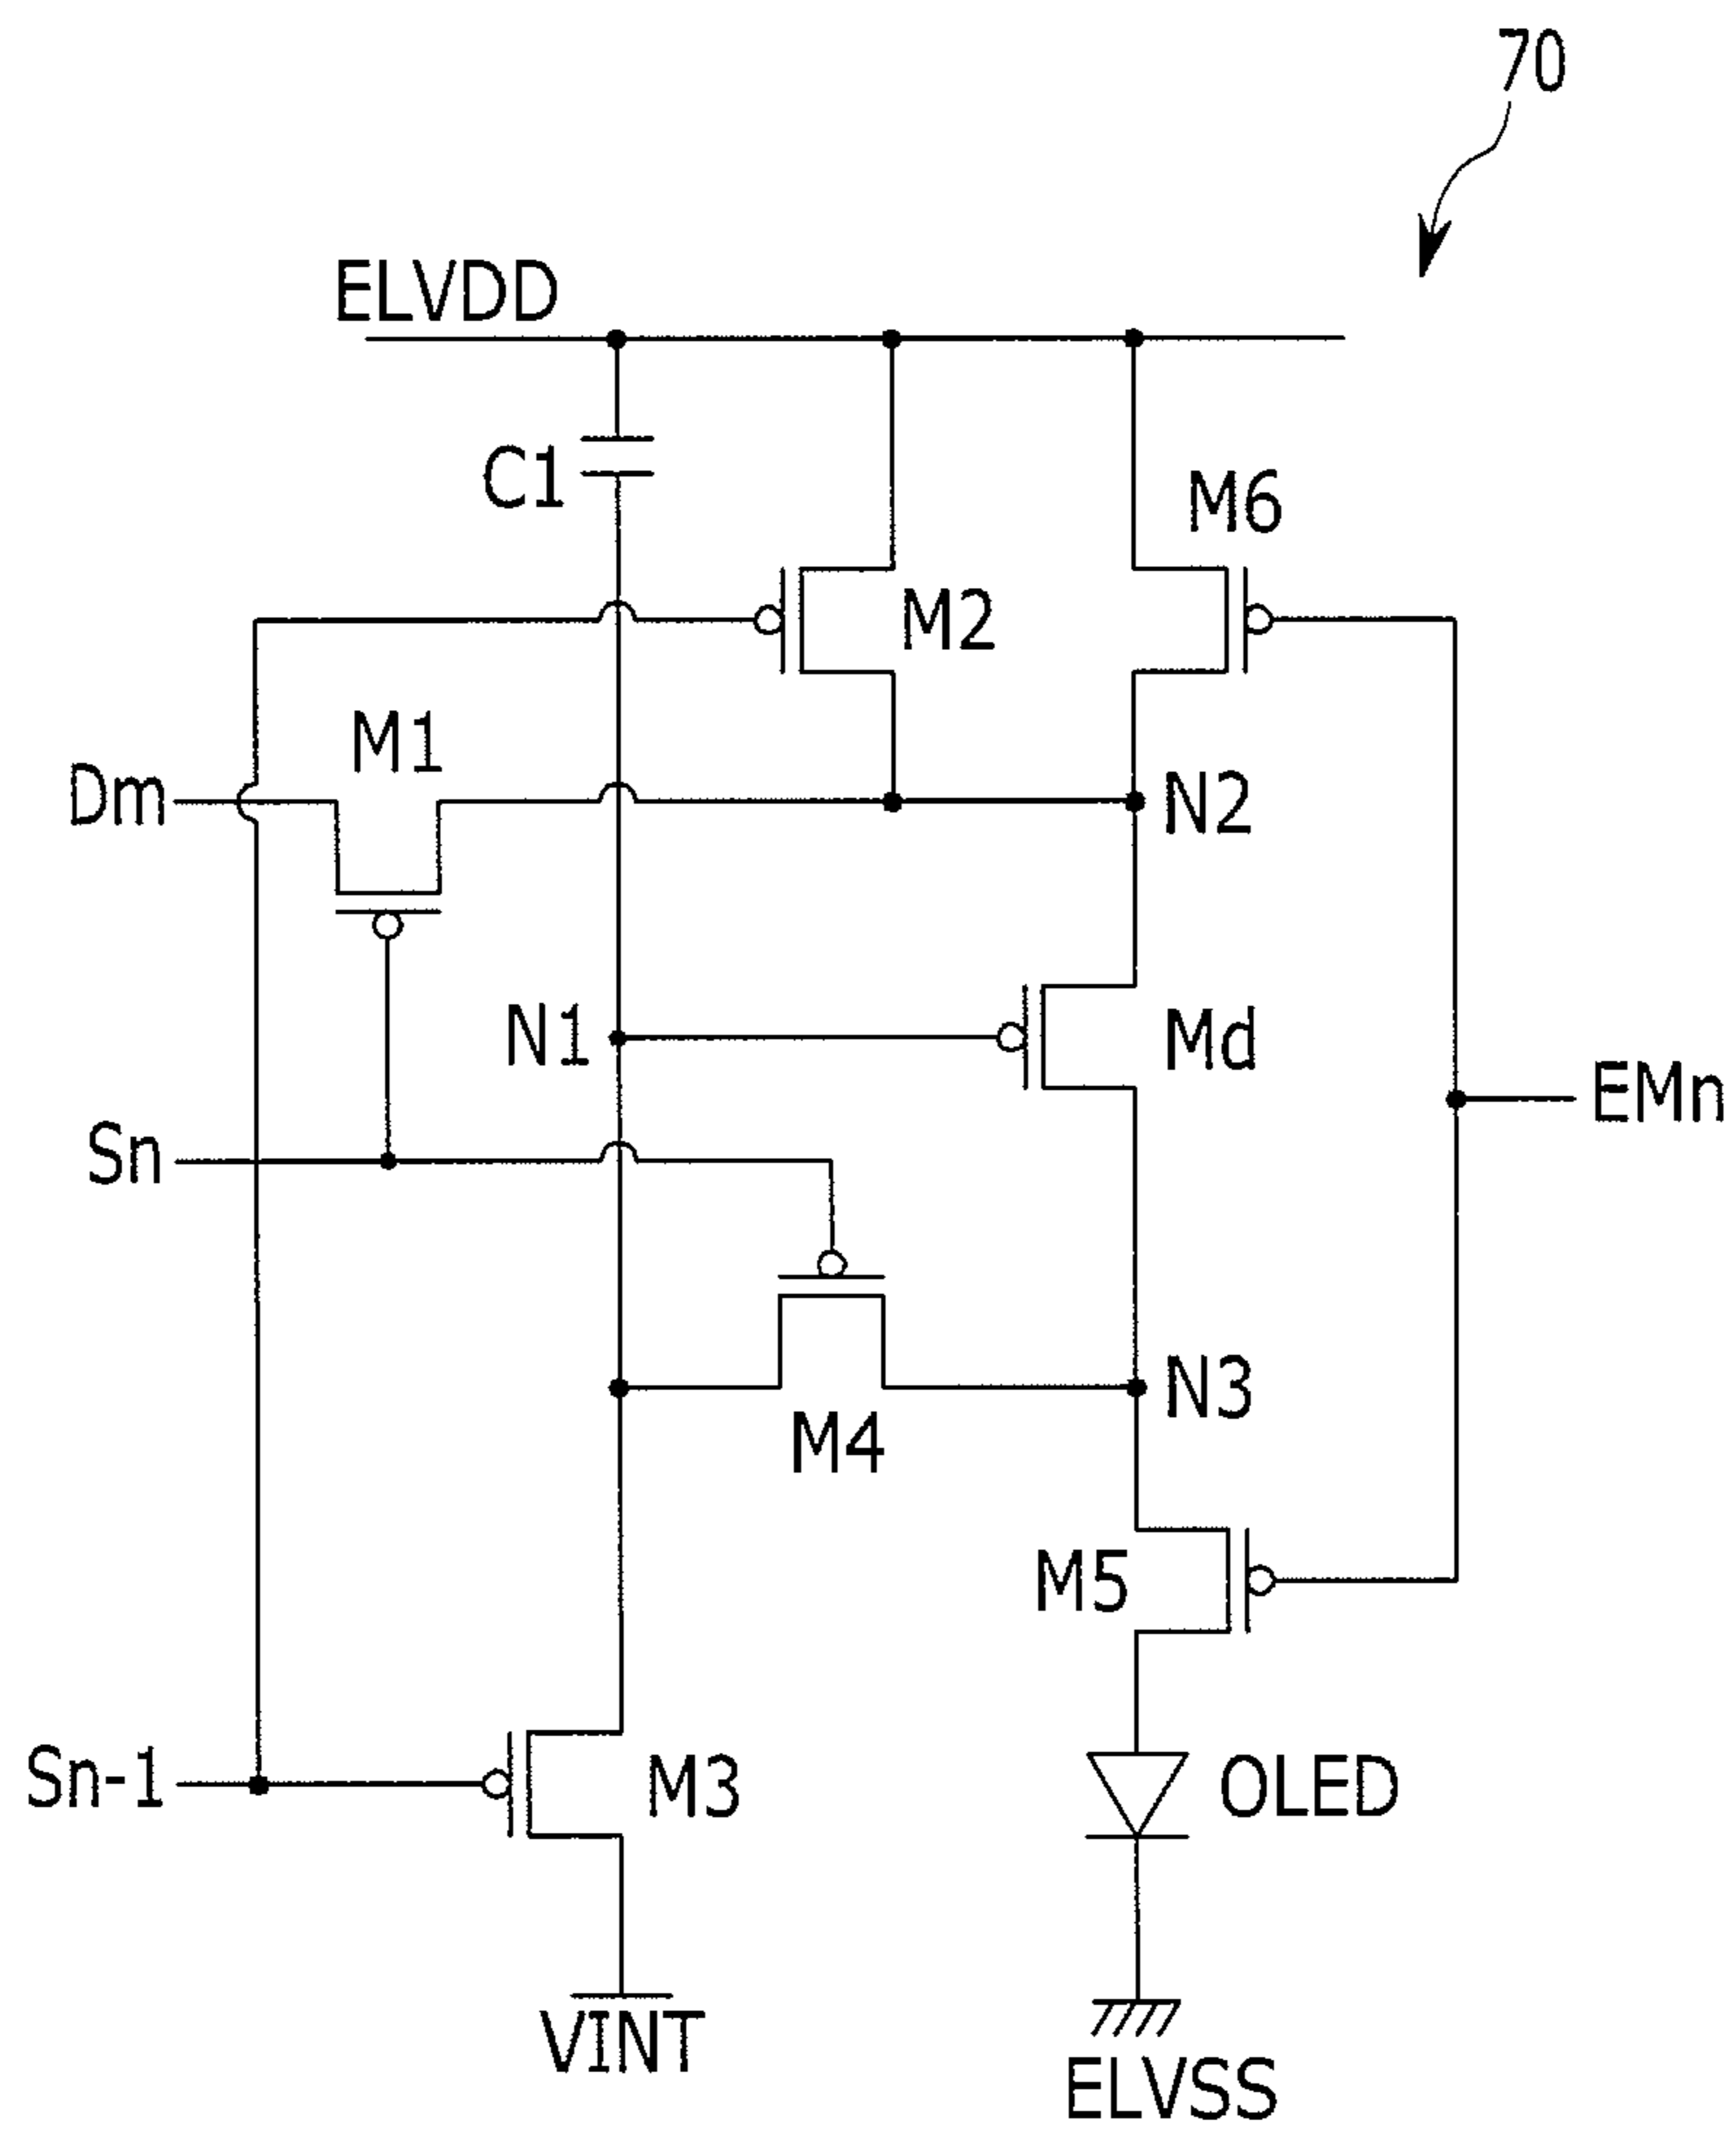 70
ELVDD
C1
M6
M2
M1
Dm
N2
N1
Md
EMn
Sn
N3
M4
M5
Sn-1
M3
OLED
VINT
ELVSS